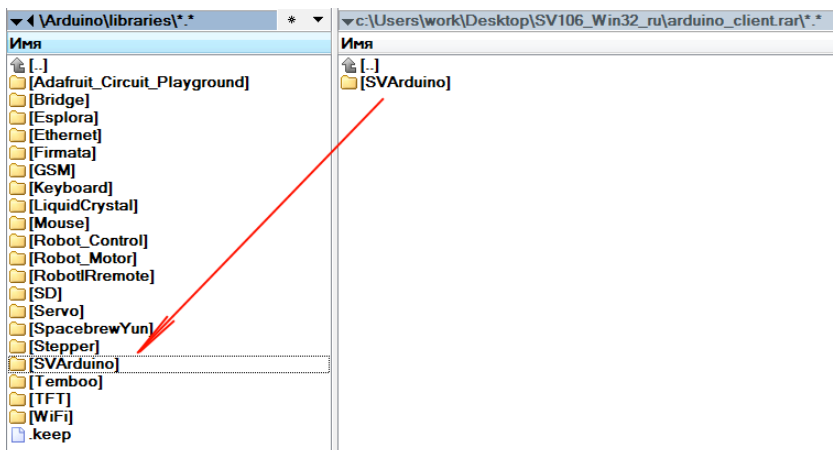 \Arduino\libraries\*.*
Имя
[..]
[Adafruit_Circuit_Playground]
[Bridge]
[Esplora]
[Ethernet]
[Firmata]
[GSM]
[Keyboard]
[LiquidCrystal]
[Mouse]
[Robot_Control]
[Robot_Motor]
[RobotIRremote]
[SD]
[Servo]
[SpacebrewYun]
[Stepper]
[SVArduino]
[Temboo]
[TFT]
[WiFi]
.keep
c:\Users\work\Desktop\SV106_Win32_ru\arduino_client.rar\*.*
Имя
[..]
[SVArduino]